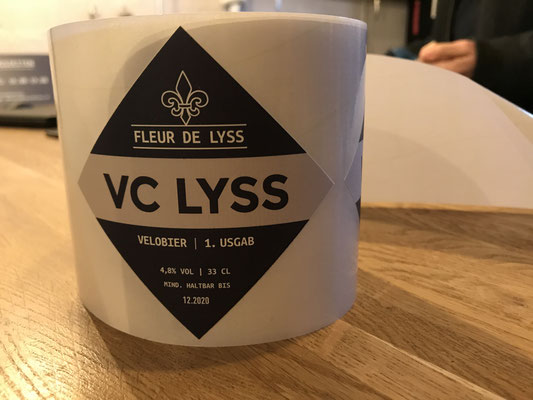 FLEUR DE LYSS
VC LYSS
VELOBIER | 1. USGAB
4,8% VOL | 33 CL
MIND. HALTBAR BIS
12.2020